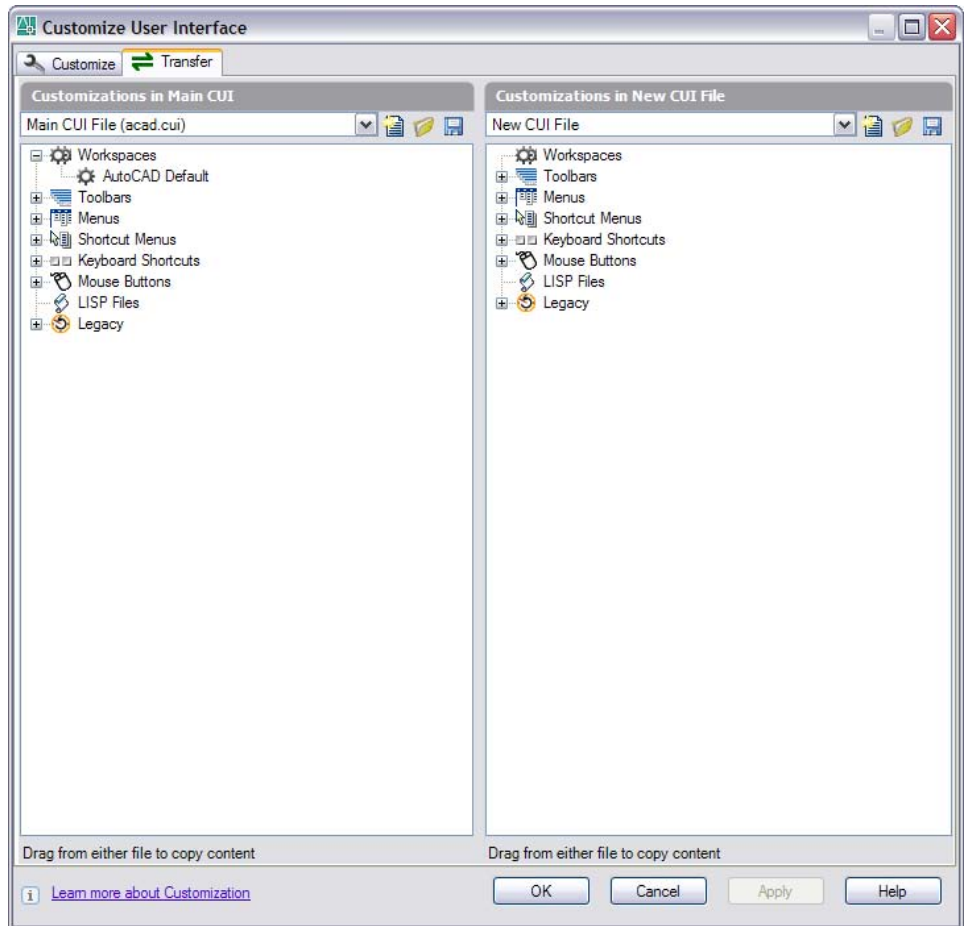 Customize User Interface
Customize
Transfer
Customizations in Main CUI
Main CUI File (acad.cui)
Workspaces
AutoCAD Default
Toolbars
Menus
Shortcut Menus
Keyboard Shortcuts
Mouse Buttons
LISP Files
Legacy
Drag from either file to copy content
Customizations in New CUI File
New CUI File
Workspaces
Toolbars
Menus
Shortcut Menus
Keyboard Shortcuts
Mouse Buttons
LISP Files
Legacy
Drag from either file to copy content
Learn more about Customization
OK
Cancel
Apply
Help